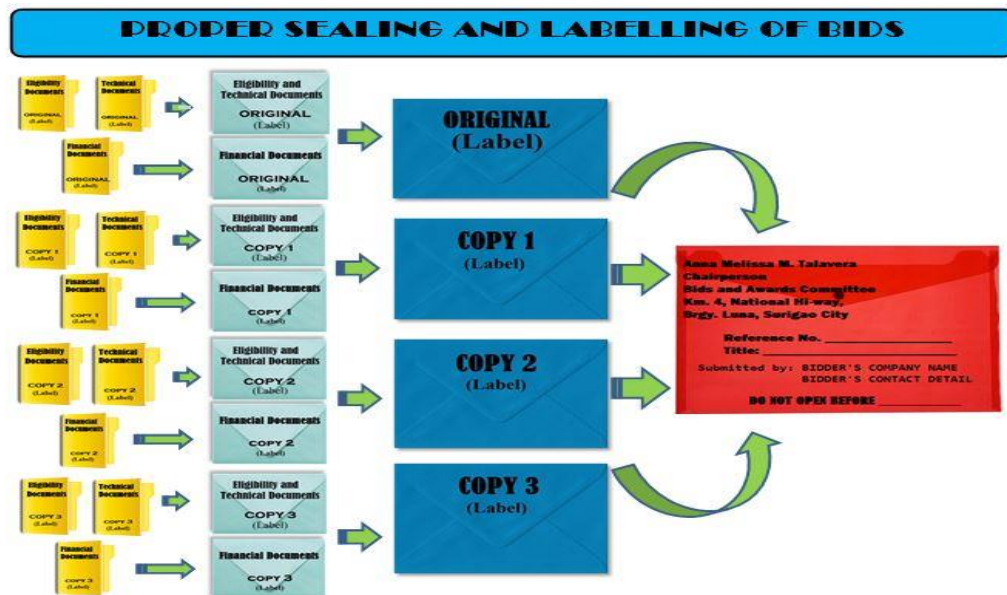 PROPER SEALING AND LABELLING OF BIDS
Eligibility
Documents
ORIGINAL
(Label)
Technical
Documents
ORIGINAL
(Label)
Eligibility and
Technical Documents
ORIGINAL
(Label)
Financial
Documents
ORIGINAL
(Label)
Financial Documents
ORIGINAL
(Label)
ORIGINAL
(Label)
Eligibility
Documents
COPY 1
(Label)
Technical
Documents
COPY 1
(Label)
Eligibility and
Technical Documents
COPY 1
(Label)
Financial
Documents
COPY 1
(Label)
Financial Documents
COPY 1
(Label)
COPY 1
(Label)
Eligibility
Documents
COPY 2
(Label)
Technical
Documents
COPY 2
(Label)
Eligibility and
Technical Documents
COPY 2
(Label)
Financial
Documents
COPY 2
(Label)
Financial Documents
COPY 2
(Label)
COPY 2
(Label)
Eligibility
Documents
COPY 3
(Label)
Technical
Documents
COPY 3
(Label)
Eligibility and
Technical Documents
COPY 3
(Label)
Financial
Documents
COPY 3
(Label)
Financial Documents
COPY 3
(Label)
COPY 3
(Label)
Anna Melissa M. Talavera
Chairperson
Bids and Awards Committee
Km. 4, National Hi-way,
Brgy. Luna, Surigao City
Reference No. ____________
Title: ____________
Submitted by: BIDDER'S COMPANY NAME
BIDDER'S CONTACT DETAIL
DO NOT OPEN BEFORE ____________